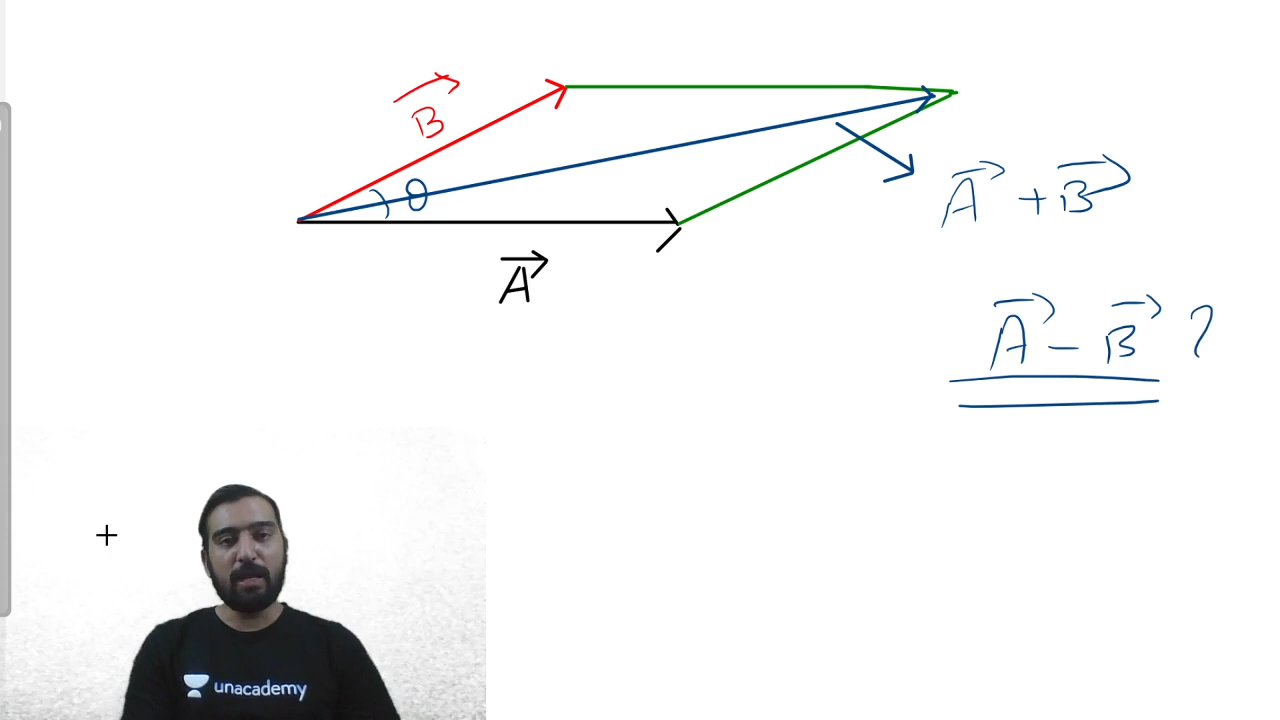 B
θ
A + B
A
A - B ?
unacademy